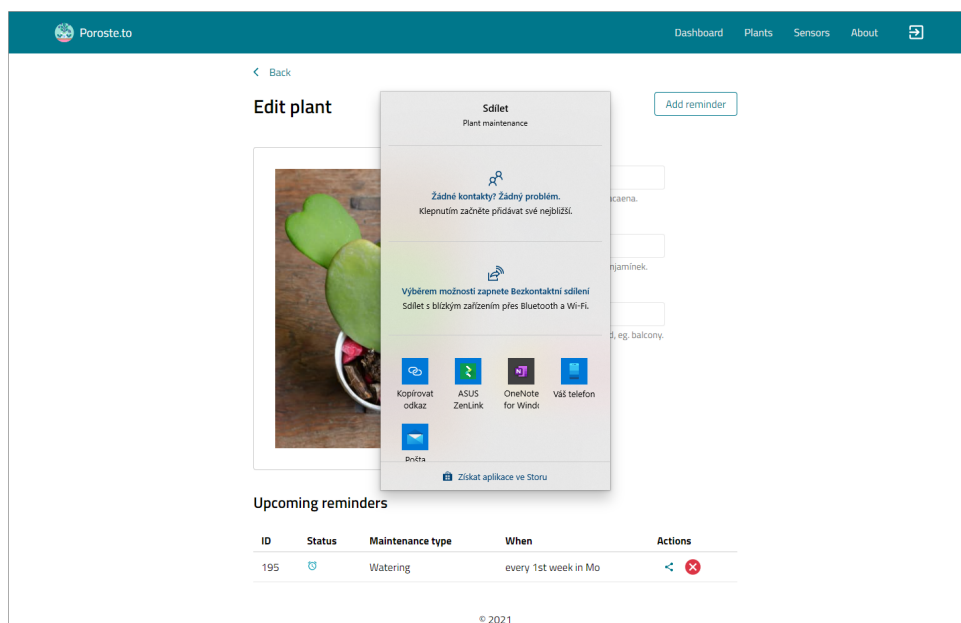 Poroste.to
Dashboard Plants Sensors About
Back
Edit plant
Add reminder
Sdílet
Plant maintenance
Žádné kontakty? Žádný problém.
Klepnutím začněte přidávat své nejbližší.
Výběrem možnosti zapnete Bezkontaktní sdílení
Sdílet s blízkým zařízením přes Bluetooth a Wi-Fi.
Kopírovat odkaz
ASUS ZenLink
OneNote for Windo
Váš telefon
Pošta
Získat aplikace ve Storu
acaena.
njamínek.
d, eg. balcony.
Upcoming reminders
ID Status Maintenance type When Actions
195 Watering every 1st week in Mo
© 2021